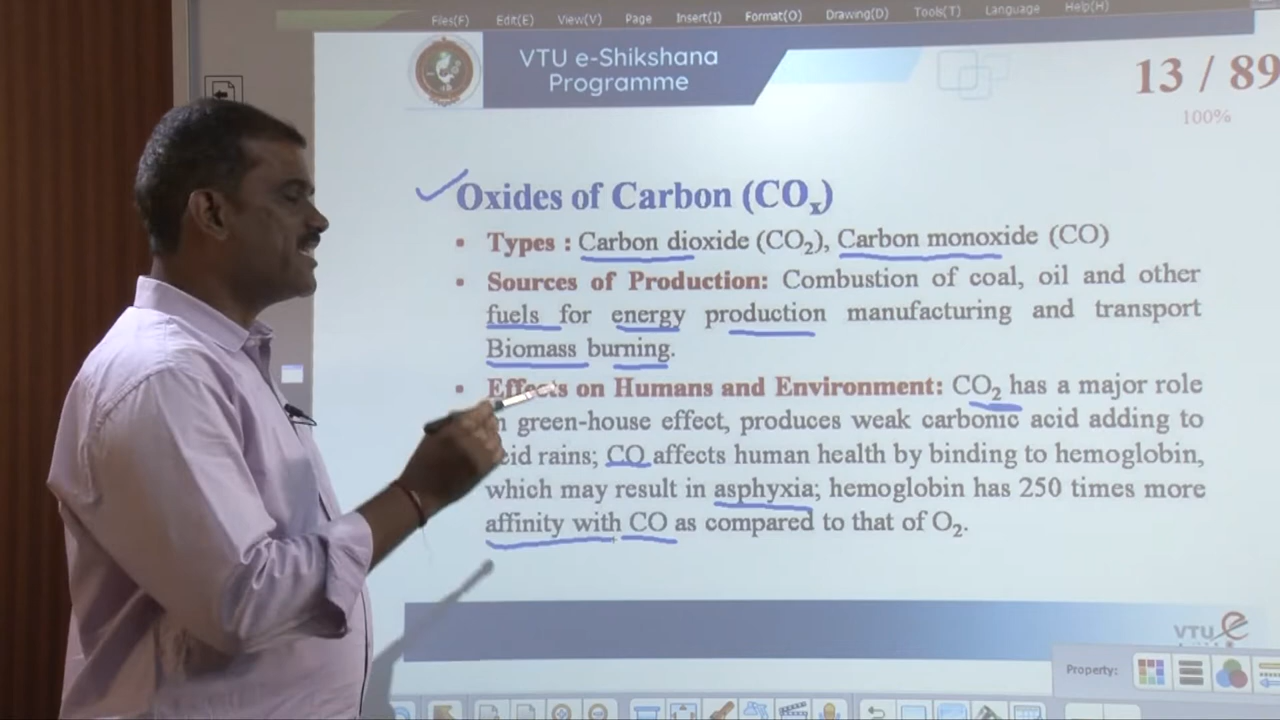 Files(F) Edit(E) View(V) Page Insert(I) Format(O) Drawing(D) Tools(T) Language Help(H)
VTU e-Shikshana
Programme
13 / 89
100%
Oxides of Carbon (COₓ)
• Types : Carbon dioxide (CO₂), Carbon monoxide (CO)
• Sources of Production: Combustion of coal, oil and other
fuels for energy production manufacturing and transport
Biomass burning.
• Effects on Humans and Environment: CO₂ has a major role
green-house effect, produces weak carbonic acid adding to
rains; CO affects human health by binding to hemoglobin,
which may result in asphyxia; hemoglobin has 250 times more
affinity with CO as compared to that of O₂.
VTU e
Property: